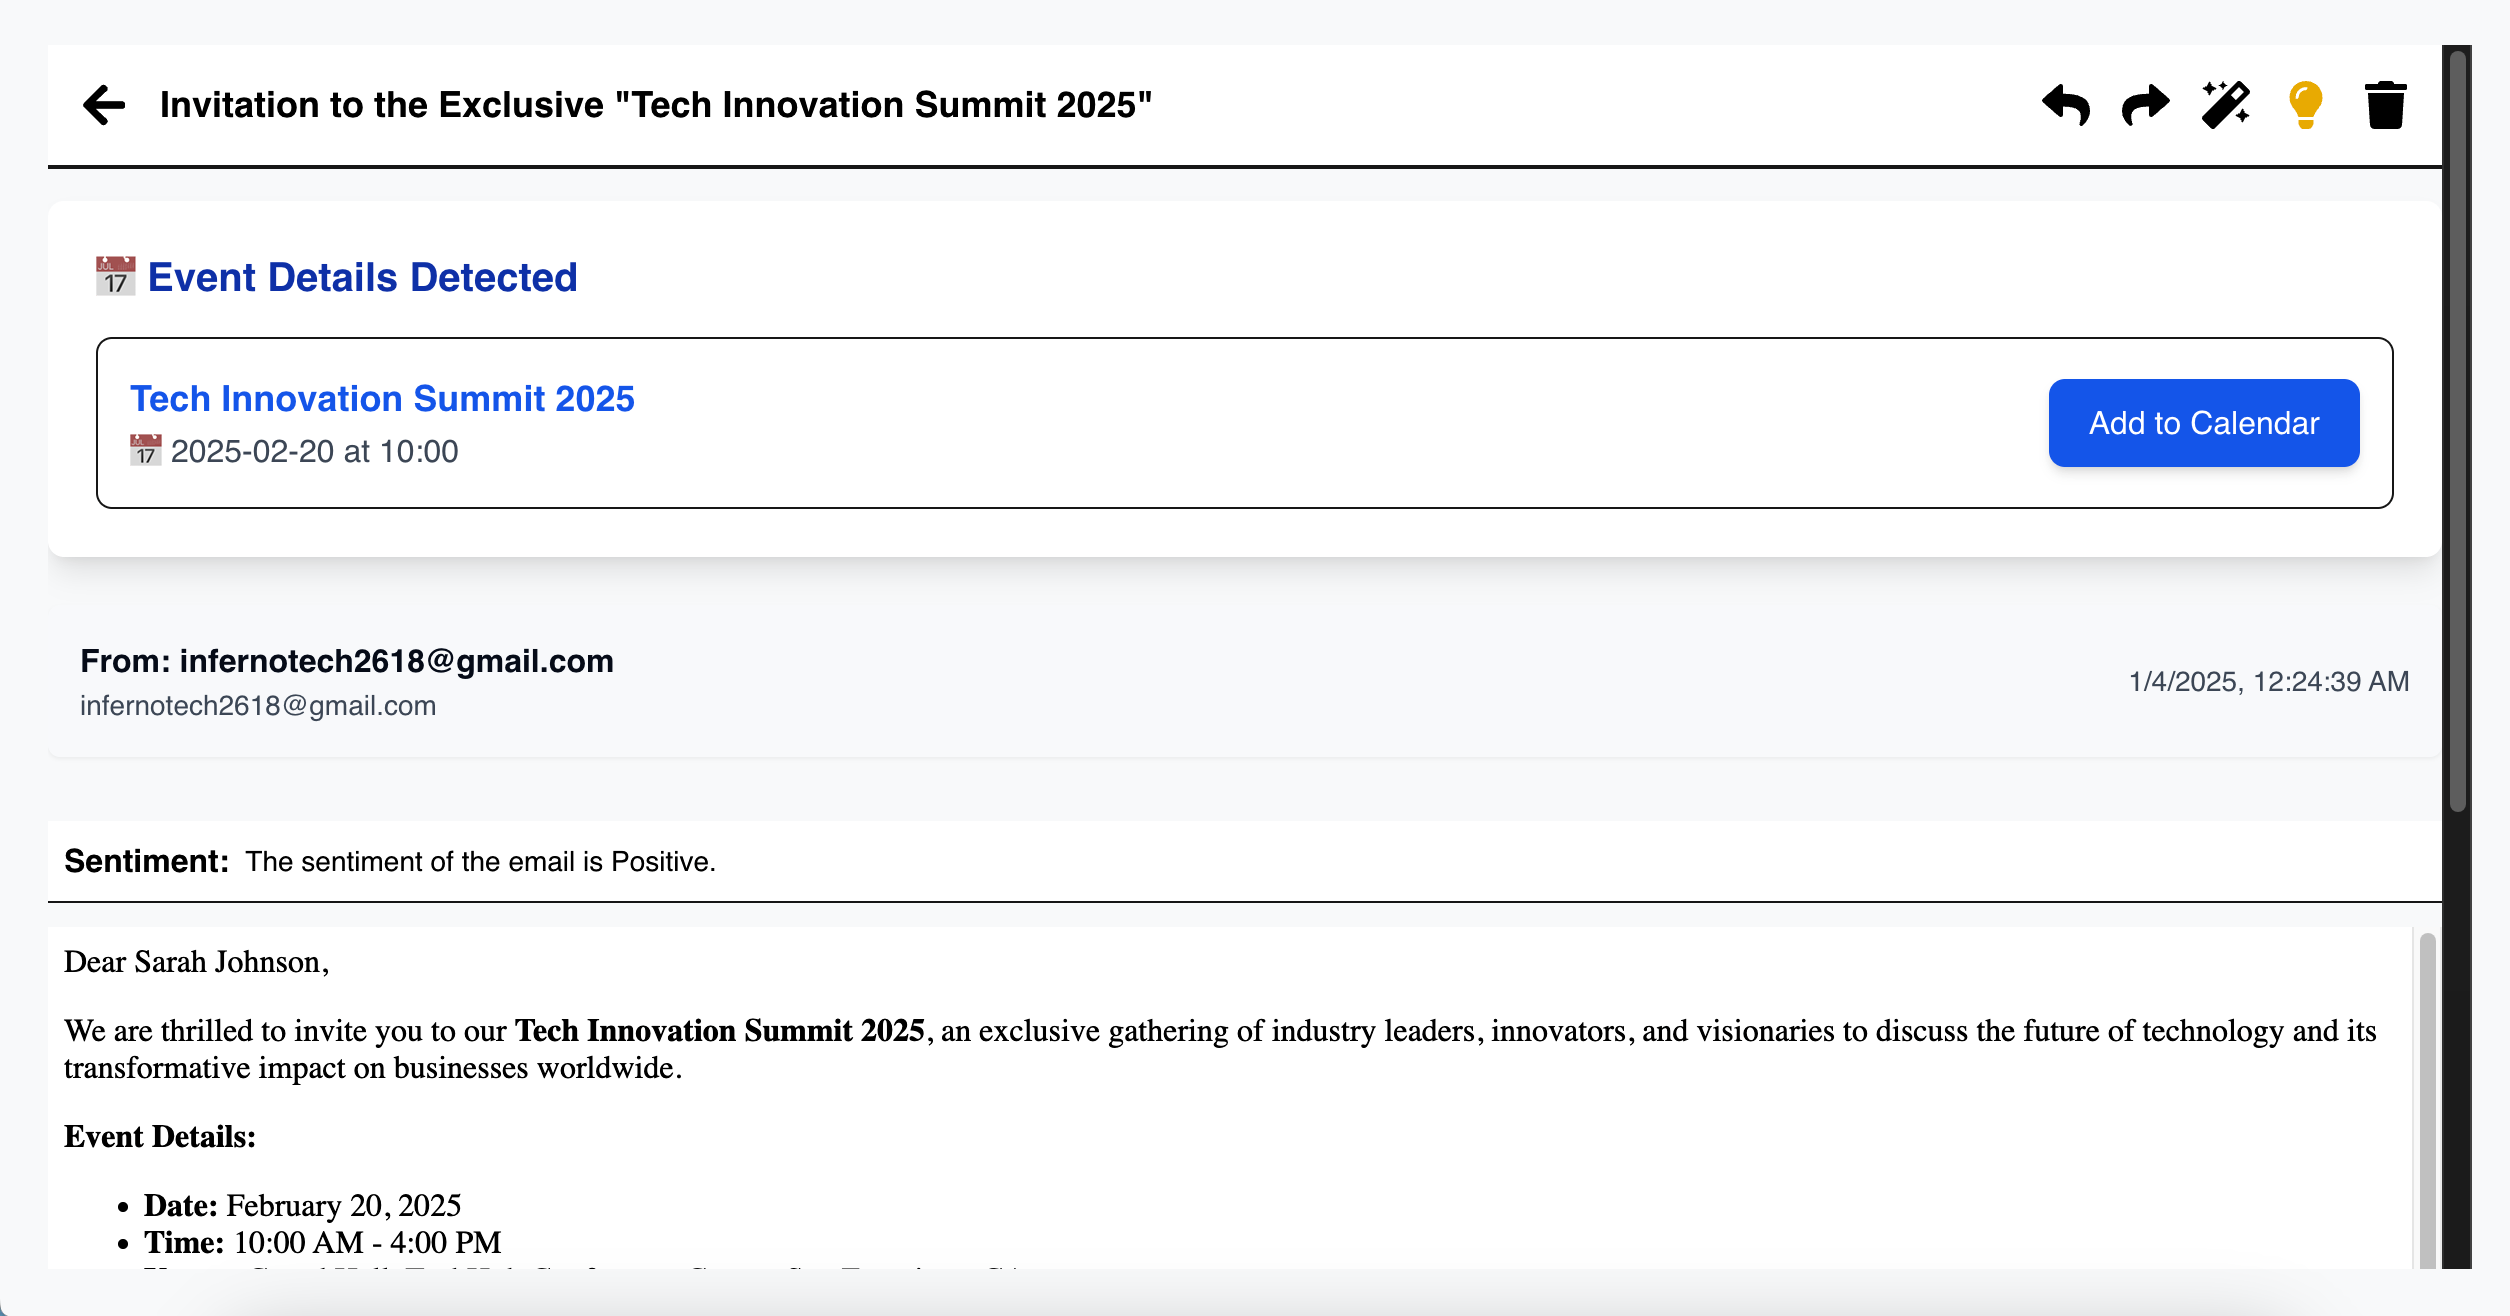 Invitation to the Exclusive "Tech Innovation Summit 2025"
Event Details Detected
Tech Innovation Summit 2025
2025-02-20 at 10:00
Add to Calendar
From: infernotech2618@gmail.com
infernotech2618@gmail.com
1/4/2025, 12:24:39 AM
Sentiment: The sentiment of the email is Positive.
Dear Sarah Johnson,
We are thrilled to invite you to our Tech Innovation Summit 2025, an exclusive gathering of industry leaders, innovators, and visionaries to discuss the future of technology and its
transformative impact on businesses worldwide.
Event Details:
Date: February 20, 2025
Time: 10:00 AM - 4:00 PM